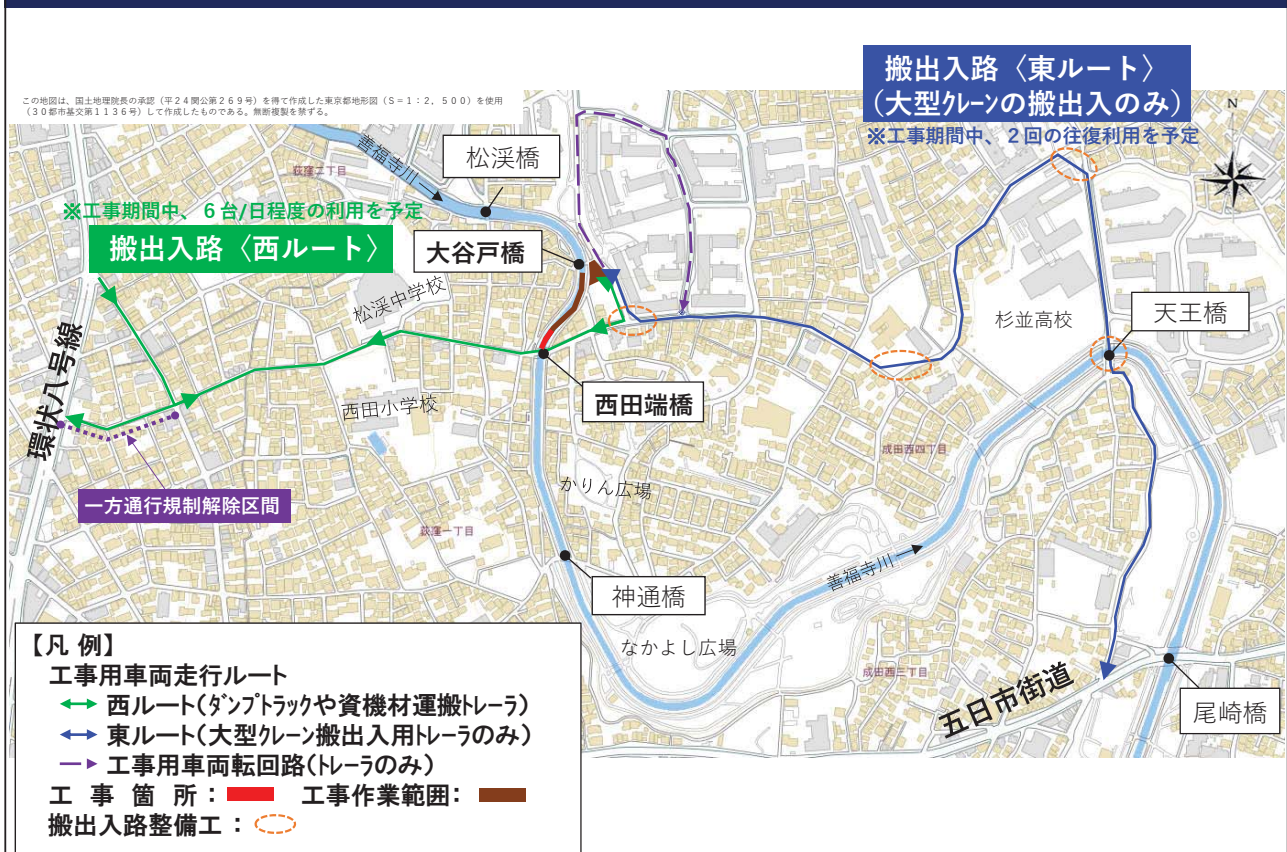 この地図は、国土地理院長の承認（平２４関公第２６９号）を得て作成した東京都地形図（Ｓ＝１：２，５００）を使用
（３０都市基交第１１３６号）して作成したものである。無断複製を禁ずる。
搬出入路〈東ルート〉
(大型クレーンの搬出入のみ)
※工事期間中、２回の往復利用を予定
N
善福寺川
松渓橋
荻窪二丁目
※工事期間中、６台/日程度の利用を予定
搬出入路〈西ルート〉
大谷戸橋
松渓中学校
杉並高校
天王橋
環状八号線
西田小学校
西田端橋
成田西四丁目
一方通行規制解除区間
かりん広場
荻窪一丁目
善福寺川
神通橋
なかよし広場
成田西三丁目
五日市街道
尾崎橋
【凡 例】
工事用車両走行ルート
西ルート(ダンプトラックや資機材運搬トレーラ)
東ルート(大型クレーン搬出入用トレーラのみ)
工事用車両転回路(トレーラのみ)
工 事 箇 所： 工事作業範囲：
搬出入路整備工：